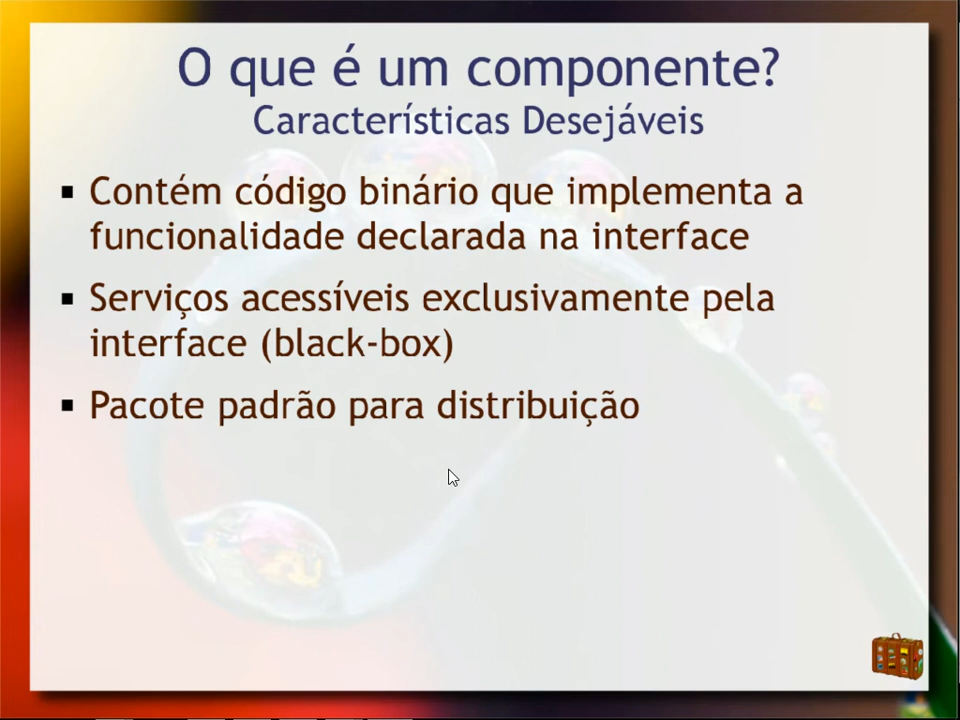 O que é um componente?
Características Desejáveis
▪ Contém código binário que implementa a
funcionalidade declarada na interface
▪ Serviços acessíveis exclusivamente pela
interface (black-box)
▪ Pacote padrão para distribuição